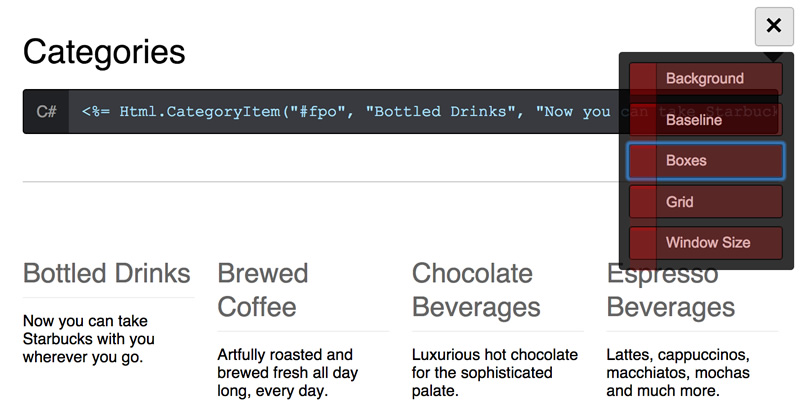 Categories
C# <%= Html.CategoryItem("#fpo", "Bottled Drinks", "Now you can take Starbuck
Background
Baseline
Boxes
Grid
Window Size
Bottled Drinks
Now you can take
Starbucks with you
wherever you go.
Brewed
Coffee
Artfully roasted and
brewed fresh all day
long, every day.
Chocolate
Beverages
Luxurious hot chocolate
for the sophisticated
palate.
Espresso
Beverages
Lattes, cappuccinos,
macchiatos, mochas
and much more.